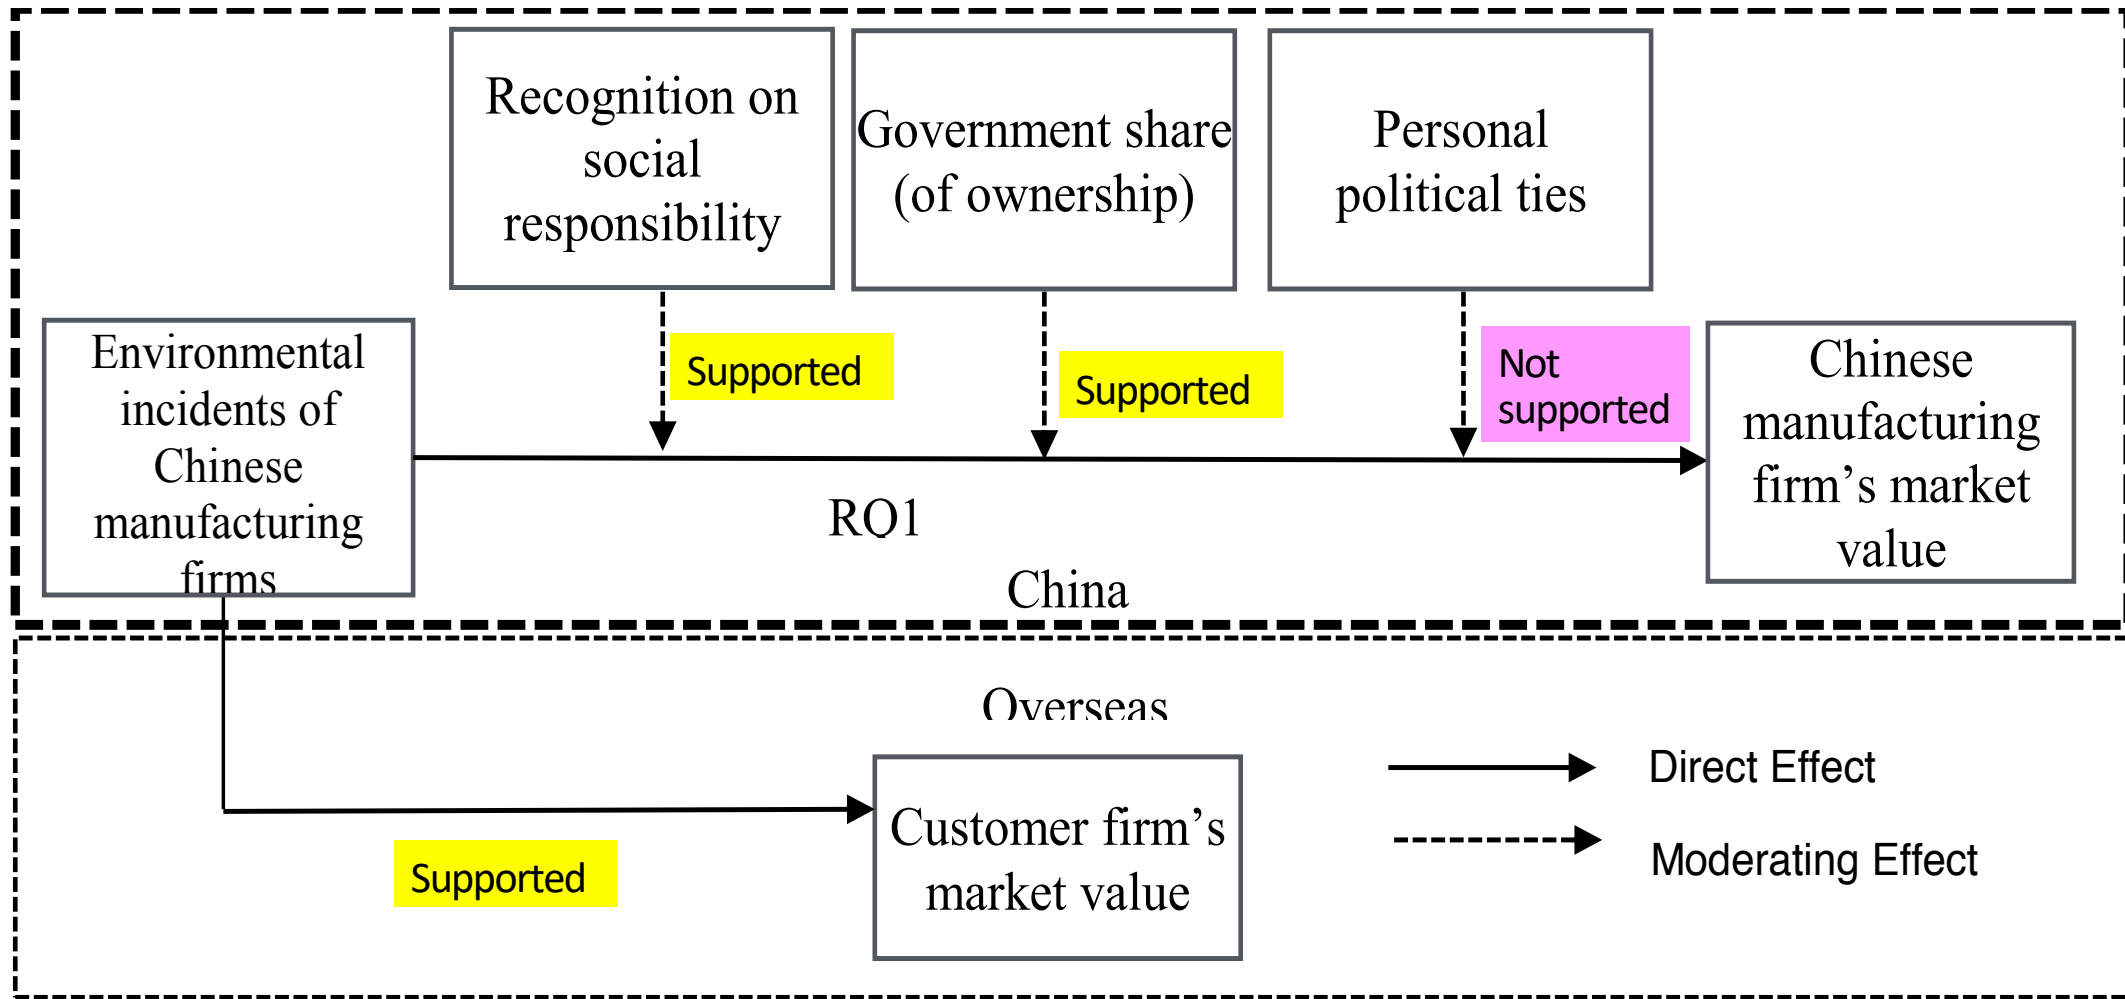 Recognition on
social
responsibility
Government share
(of ownership)
Personal
political ties
Environmental
incidents of
Chinese
manufacturing
firms
Supported
Supported
Not
supported
Chinese
manufacturing
firm’s market
value
RQ1
China
Overseas
Customer firm’s
market value
Supported
Direct Effect
Moderating Effect